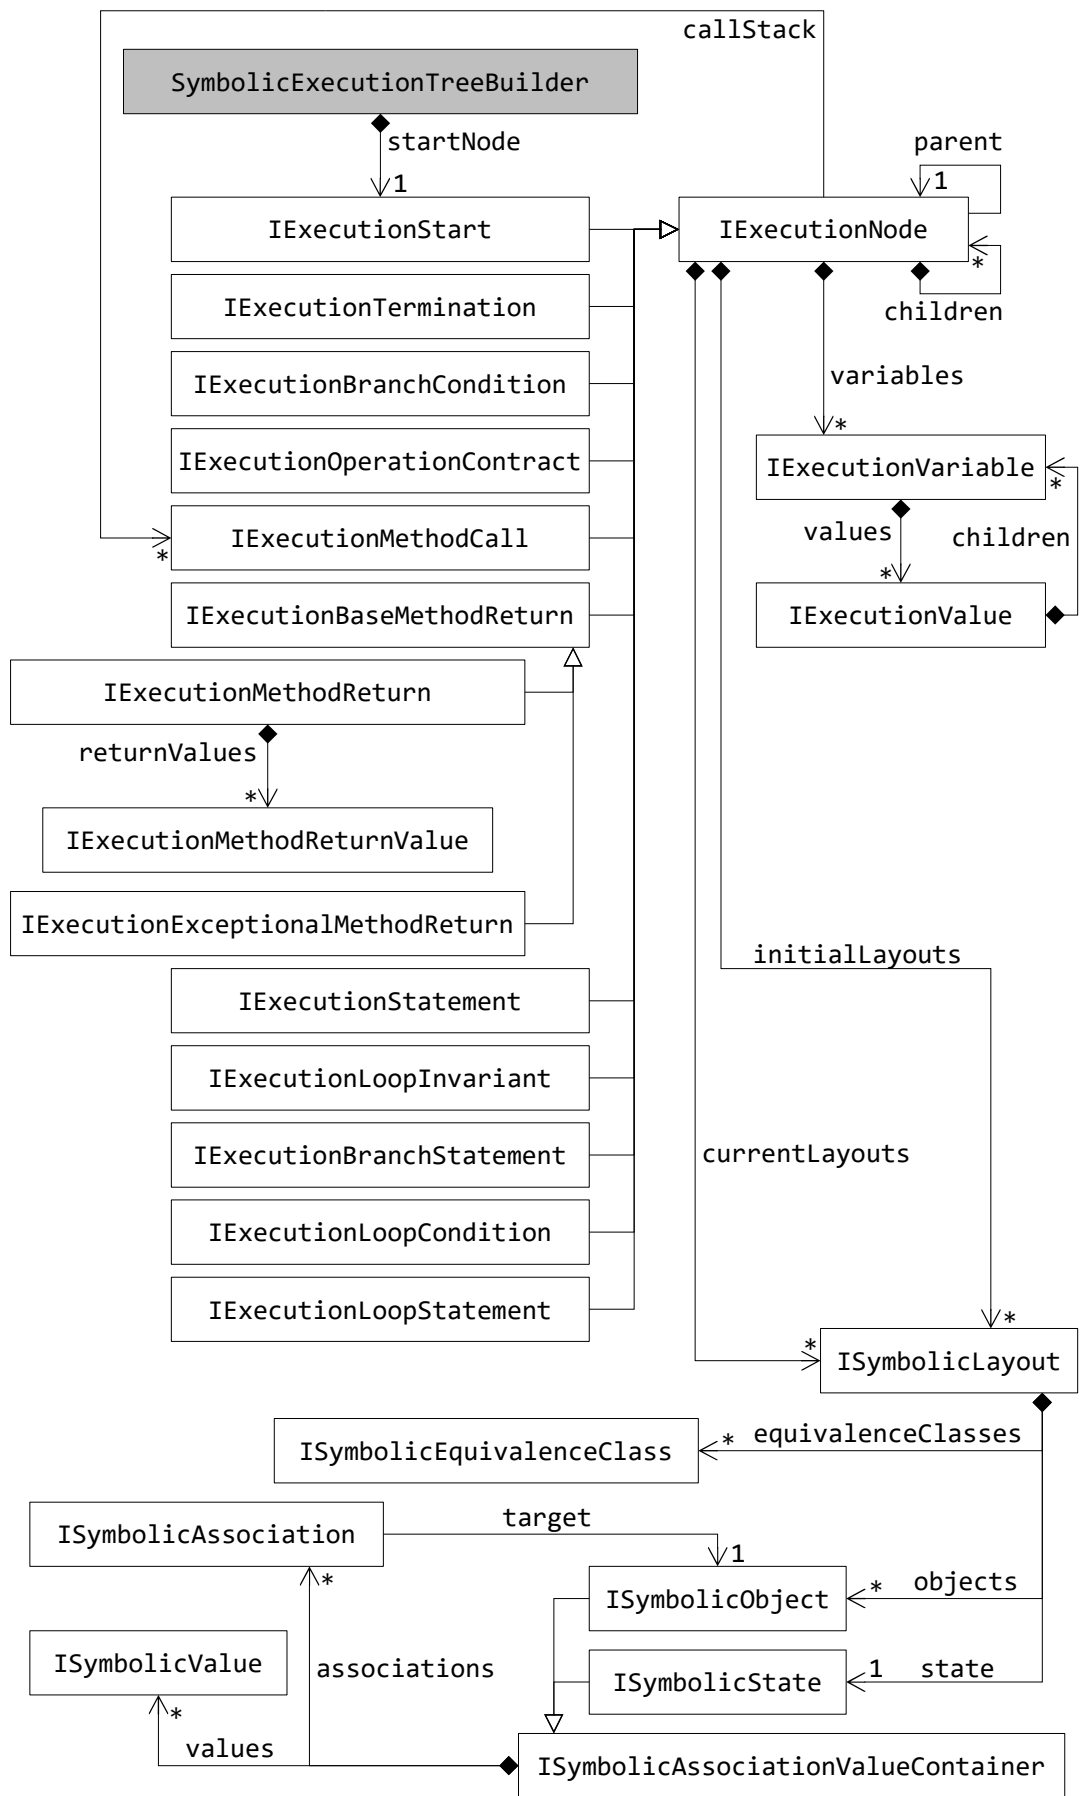 callStack
SymbolicExecutionTreeBuilder
startNode
1
parent
1
IExecutionStart
IExecutionNode
*
children
IExecutionTermination
IExecutionBranchCondition
variables
*
IExecutionOperationContract
IExecutionVariable
*
IExecutionMethodCall
*
values
children
*
IExecutionBaseMethodReturn
IExecutionValue
IExecutionMethodReturn
returnValues
*
IExecutionMethodReturnValue
IExecutionExceptionalMethodReturn
initialLayouts
IExecutionStatement
IExecutionLoopInvariant
IExecutionBranchStatement
currentLayouts
IExecutionLoopCondition
IExecutionLoopStatement
*
*
ISymbolicLayout
ISymbolicEquivalenceClass
*
equivalenceClasses
ISymbolicAssociation
target
1
*
ISymbolicObject
*
objects
ISymbolicValue
associations
ISymbolicState
1
state
*
values
ISymbolicAssociationValueContainer